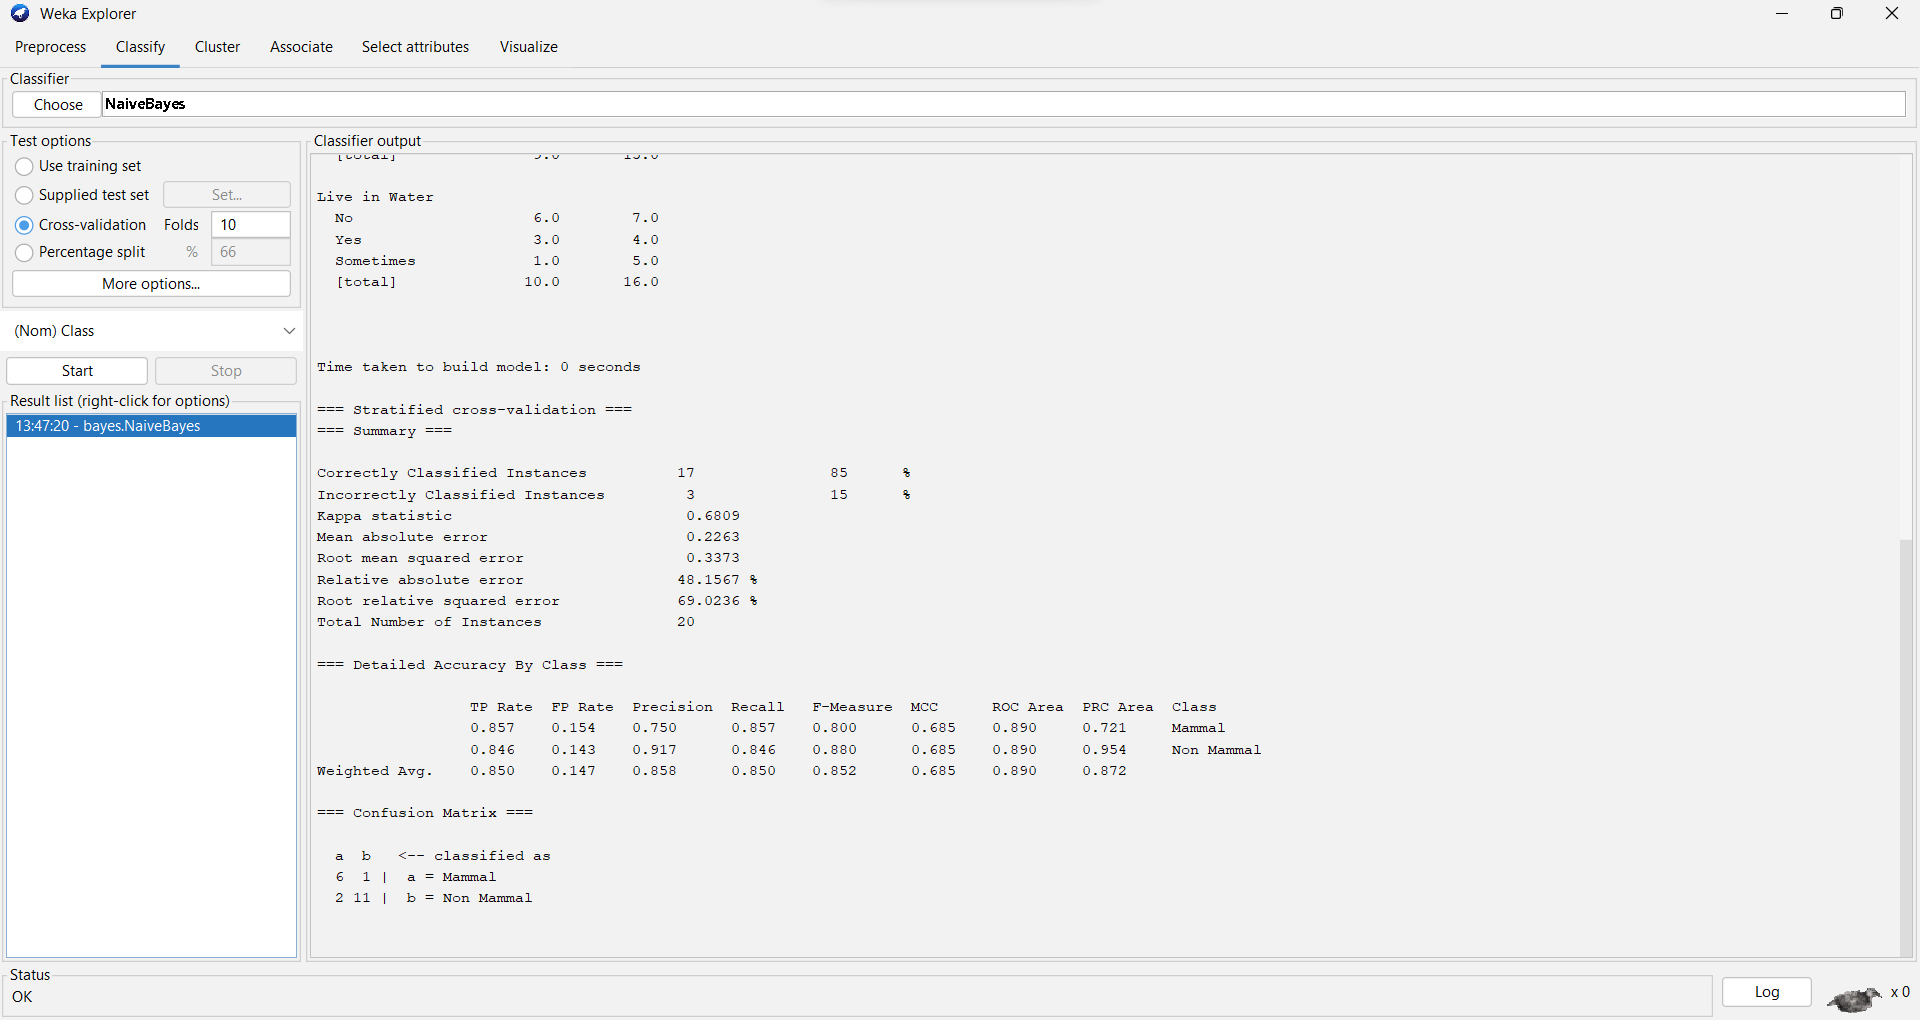 Weka Explorer
Preprocess Classify Cluster Associate Select attributes Visualize
Classifier
Choose NaiveBayes
Test options
Use training set
Supplied test set Set...
Cross-validation Folds 10
Percentage split % 66
More options...
(Nom) Class
Start Stop
Result list (right-click for options)
13:47:20 - bayes.NaiveBayes
Classifier output
[total] 9.0 15.0
Live in Water
No 6.0 7.0
Yes 3.0 4.0
Sometimes 1.0 5.0
[total] 10.0 16.0
Time taken to build model: 0 seconds
=== Stratified cross-validation ===
=== Summary ===
Correctly Classified Instances 17 85 %
Incorrectly Classified Instances 3 15 %
Kappa statistic 0.6809
Mean absolute error 0.2263
Root mean squared error 0.3373
Relative absolute error 48.1567 %
Root relative squared error 69.0236 %
Total Number of Instances 20
=== Detailed Accuracy By Class ===
TP Rate FP Rate Precision Recall F-Measure MCC ROC Area PRC Area Class
0.857 0.154 0.750 0.857 0.800 0.685 0.890 0.721 Mammal
0.846 0.143 0.917 0.846 0.880 0.685 0.890 0.954 Non Mammal
Weighted Avg. 0.850 0.147 0.858 0.850 0.852 0.685 0.890 0.872
=== Confusion Matrix ===
a b <-- classified as
6 1 | a = Mammal
2 11 | b = Non Mammal
Status
OK
Log x 0